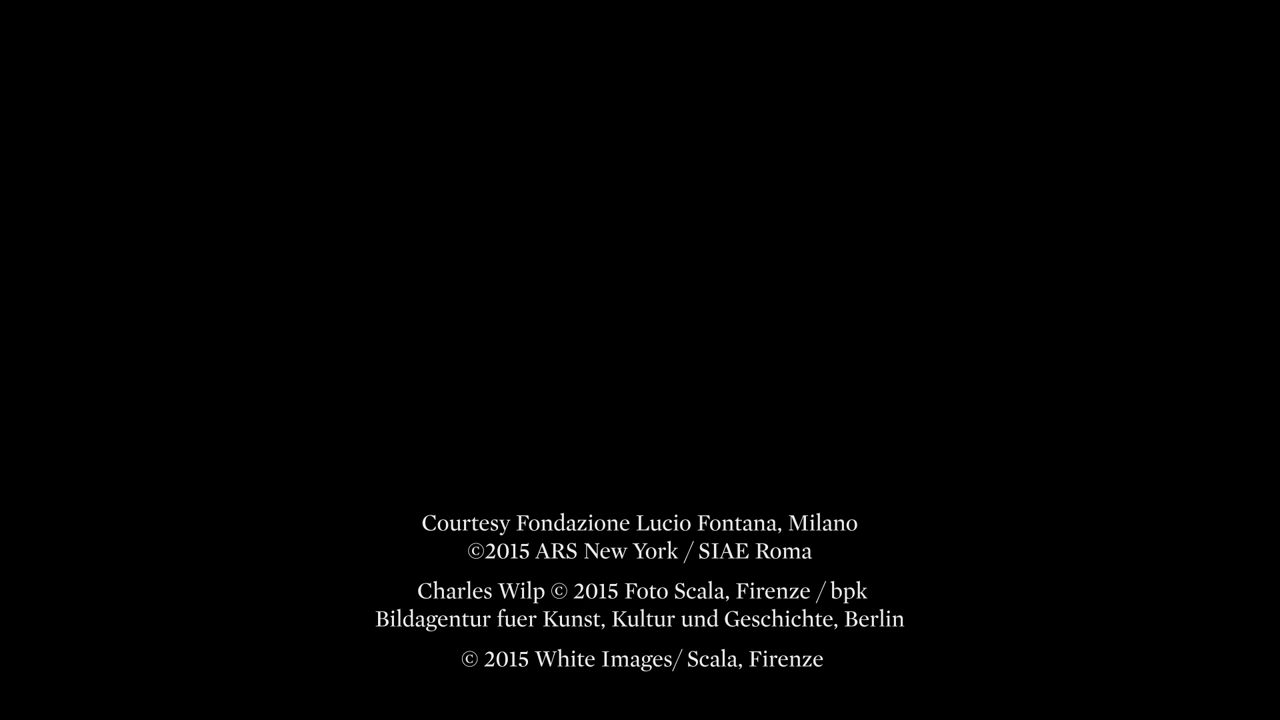 Courtesy Fondazione Lucio Fontana, Milano
©2015 ARS New York / SIAE Roma
Charles Wilp © 2015 Foto Scala, Firenze / bpk
Bildagentur fuer Kunst, Kultur und Geschichte, Berlin
© 2015 White Images/ Scala, Firenze